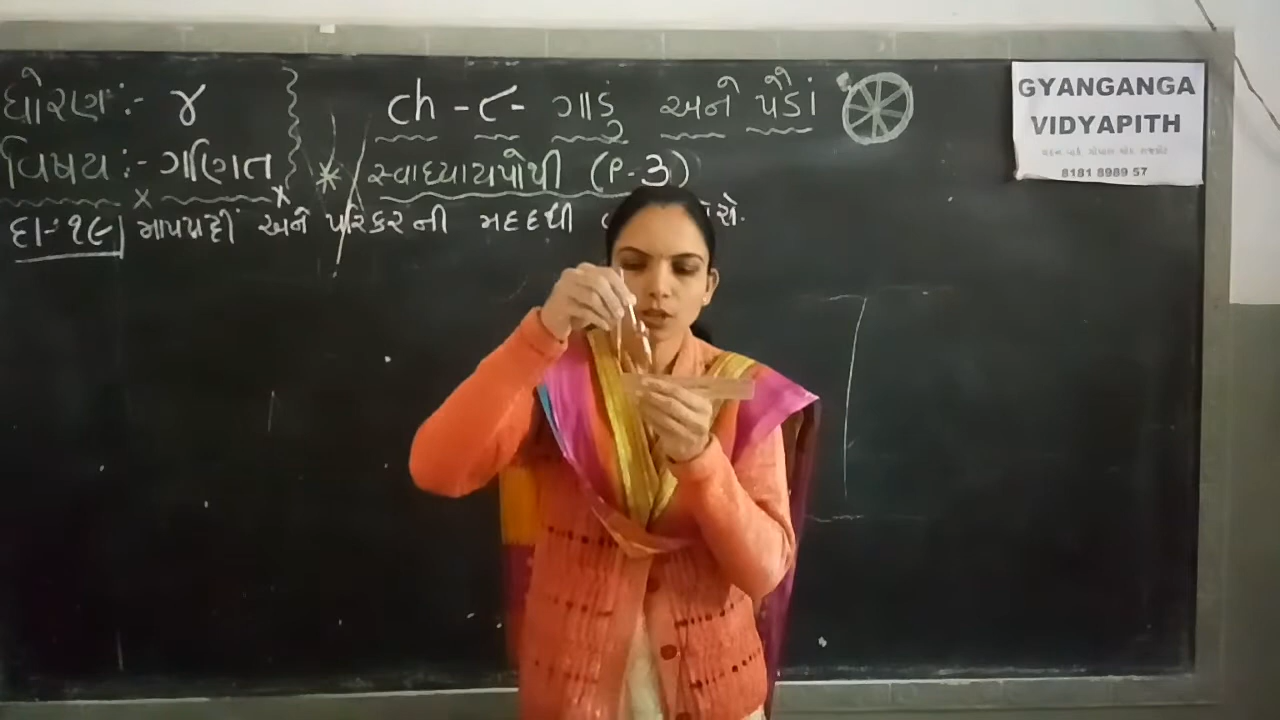 ધોરણ:- ૪
ch - ૮ - ગાડું અને પૈડાં
વિષય:- ગણિત
* સ્વાધ્યાયપોથી (P-3)
દા-૧૯ માપપટ્ટી અને પરિકરની મદદથી
GYANGANGA
VIDYAPITH
8181 8989 57